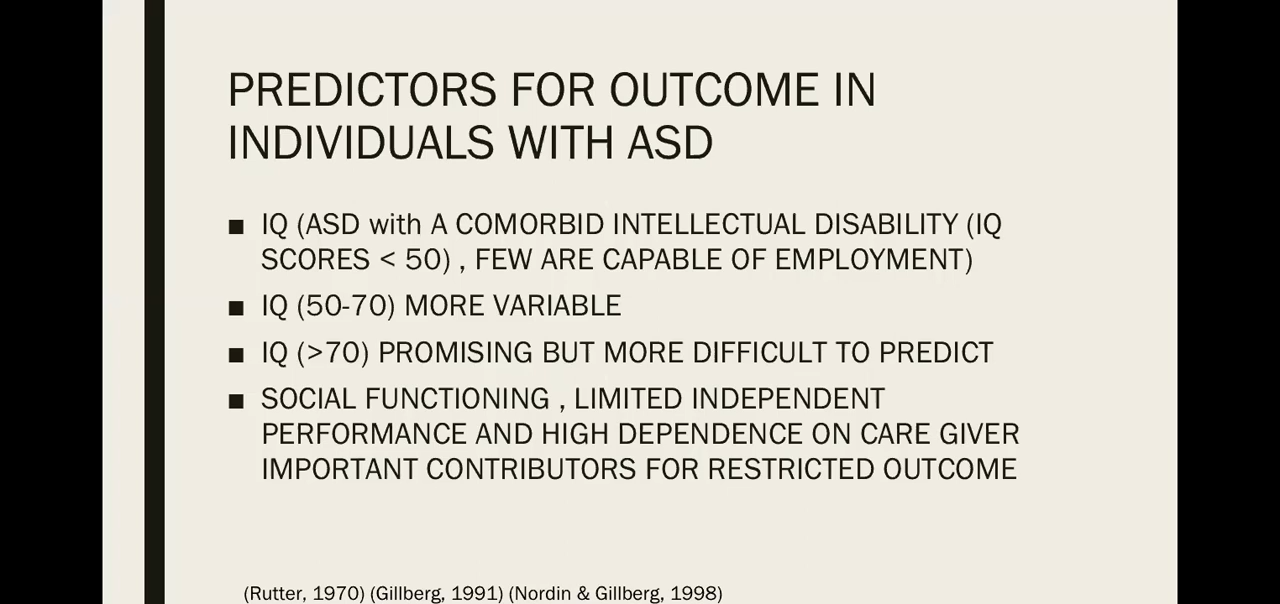 PREDICTORS FOR OUTCOME IN
INDIVIDUALS WITH ASD
■ IQ (ASD with A COMORBID INTELLECTUAL DISABILITY (IQ
SCORES < 50) , FEW ARE CAPABLE OF EMPLOYMENT)
■ IQ (50-70) MORE VARIABLE
■ IQ (>70) PROMISING BUT MORE DIFFICULT TO PREDICT
■ SOCIAL FUNCTIONING , LIMITED INDEPENDENT
PERFORMANCE AND HIGH DEPENDENCE ON CARE GIVER
IMPORTANT CONTRIBUTORS FOR RESTRICTED OUTCOME
(Rutter, 1970) (Gillberg, 1991) (Nordin & Gillberg, 1998)